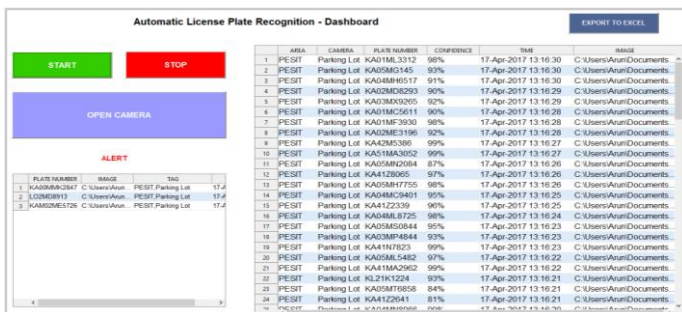 Automatic License Plate Recognition - Dashboard
EXPORT TO EXCEL
START
STOP
OPEN CAMERA
ALERT
PLATE NUMBER IMAGE TAG
1 KA00MMK2847 C:\Users\Arun... PESIT,Parking Lot 17-A
2 LO2MD8913 C:\Users\Arun... PESIT,Parking Lot 17-A
3 KAM02ME5726 C:\Users\Arun... PESIT,Parking Lot 17-A
AREA CAMERA PLATE NUMBER CONFIDENCE TIME IMAGE
1 PESIT Parking Lot KA01ML3312 98% 17-Apr-2017 13:16:30 C:\Users\Arun\Documents...
2 PESIT Parking Lot KA05MG145 93% 17-Apr-2017 13:16:30 C:\Users\Arun\Documents...
3 PESIT Parking Lot KA04MH6517 91% 17-Apr-2017 13:16:30 C:\Users\Arun\Documents...
4 PESIT Parking Lot KA02MD8293 90% 17-Apr-2017 13:16:29 C:\Users\Arun\Documents...
5 PESIT Parking Lot KA03MX9265 92% 17-Apr-2017 13:16:29 C:\Users\Arun\Documents...
6 PESIT Parking Lot KA01MC5611 90% 17-Apr-2017 13:16:28 C:\Users\Arun\Documents...
7 PESIT Parking Lot KA01MF3930 98% 17-Apr-2017 13:16:28 C:\Users\Arun\Documents...
8 PESIT Parking Lot KA02ME3196 92% 17-Apr-2017 13:16:28 C:\Users\Arun\Documents...
9 PESIT Parking Lot KA42M5386 99% 17-Apr-2017 13:16:27 C:\Users\Arun\Documents...
10 PESIT Parking Lot KA51MA3052 99% 17-Apr-2017 13:16:27 C:\Users\Arun\Documents...
11 PESIT Parking Lot KA05MN2084 87% 17-Apr-2017 13:16:26 C:\Users\Arun\Documents...
12 PESIT Parking Lot KA41Z8065 97% 17-Apr-2017 13:16:26 C:\Users\Arun\Documents...
13 PESIT Parking Lot KA05MH7755 98% 17-Apr-2017 13:16:26 C:\Users\Arun\Documents...
14 PESIT Parking Lot KA04MC9401 95% 17-Apr-2017 13:16:25 C:\Users\Arun\Documents...
15 PESIT Parking Lot KA41Z2339 96% 17-Apr-2017 13:16:25 C:\Users\Arun\Documents...
16 PESIT Parking Lot KA04ML8725 98% 17-Apr-2017 13:16:24 C:\Users\Arun\Documents...
17 PESIT Parking Lot KA05MS0844 95% 17-Apr-2017 13:16:23 C:\Users\Arun\Documents...
18 PESIT Parking Lot KA03MP4844 93% 17-Apr-2017 13:16:23 C:\Users\Arun\Documents...
19 PESIT Parking Lot KA41N7823 99% 17-Apr-2017 13:16:23 C:\Users\Arun\Documents...
20 PESIT Parking Lot KA05ML5482 97% 17-Apr-2017 13:16:22 C:\Users\Arun\Documents...
21 PESIT Parking Lot KA41MA2962 99% 17-Apr-2017 13:16:22 C:\Users\Arun\Documents...
22 PESIT Parking Lot KL21K1224 93% 17-Apr-2017 13:16:21 C:\Users\Arun\Documents...
23 PESIT Parking Lot KA05MT6858 84% 17-Apr-2017 13:16:21 C:\Users\Arun\Documents...
24 PESIT Parking Lot KA41Z2641 81% 17-Apr-2017 13:16:21 C:\Users\Arun\Documents...